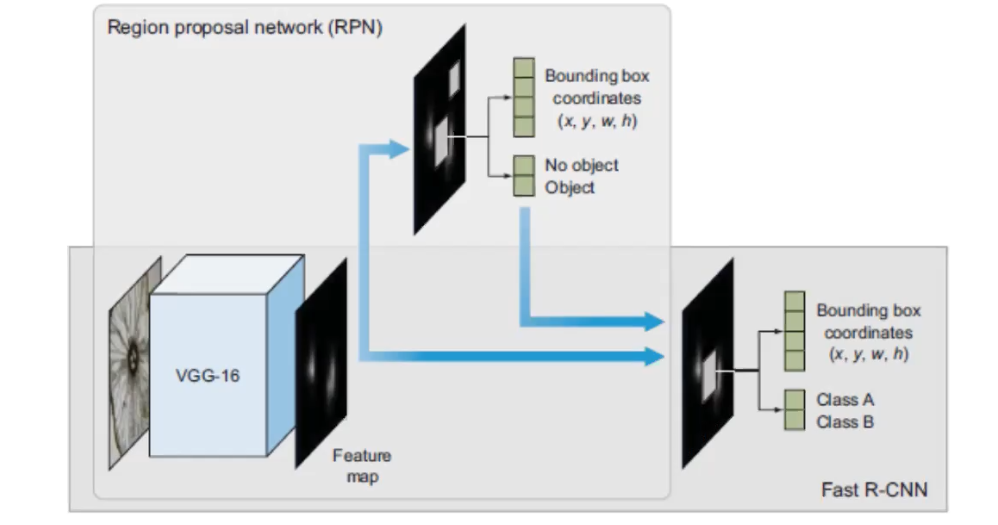 Region proposal network (RPN)
Bounding box
coordinates
(x, y, w, h)
No object
Object
VGG-16
Feature
map
Bounding box
coordinates
(x, y, w, h)
Class A
Class B
Fast R-CNN